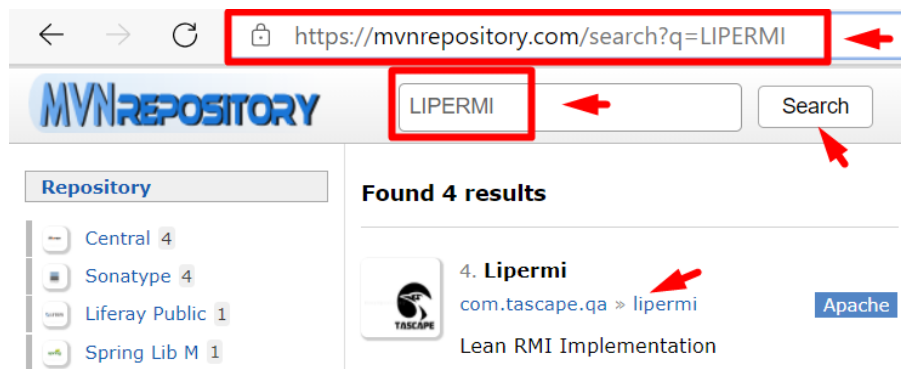 https://mvnrepository.com/search?q=LIPERMI
MVNREPOSITORY
LIPERMI
Search
Repository
Found 4 results
Central 4
Sonatype 4
Liferay Public 1
Spring Lib M 1
4. Lipermi
com.tascape.qa » lipermi
Apache
TASCAPE
Lean RMI Implementation